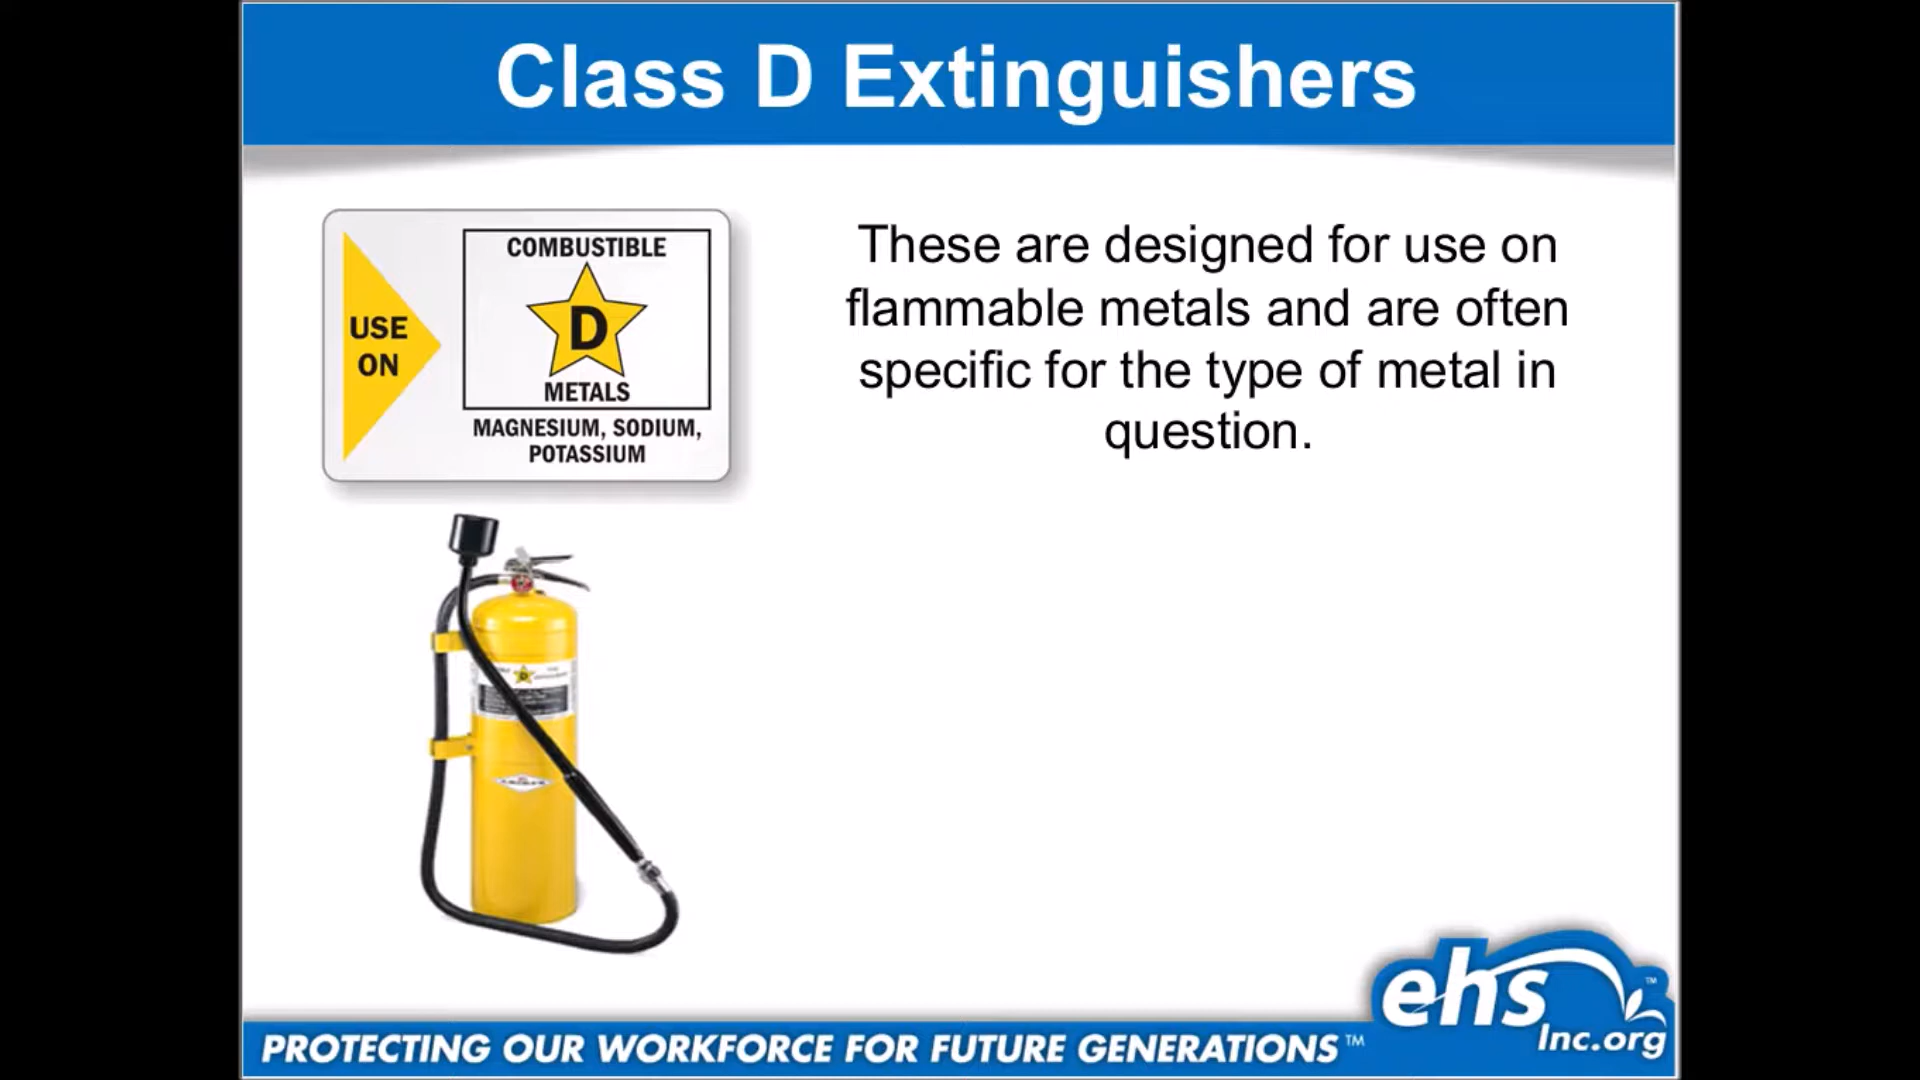 Class D Extinguishers
USE
ON
COMBUSTIBLE
D
METALS
MAGNESIUM, SODIUM,
POTASSIUM
These are designed for use on
flammable metals and are often
specific for the type of metal in
question.
D
PROTECTING OUR WORKFORCE FOR FUTURE GENERATIONS™
ehs™
Inc.org